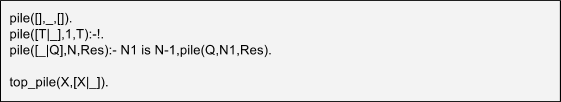 pile([],_,[]).
pile([T|_],1,T):-!.
pile([_|Q],N,Res):- N1 is N-1,pile(Q,N1,Res).
top_pile(X,[X|_]).